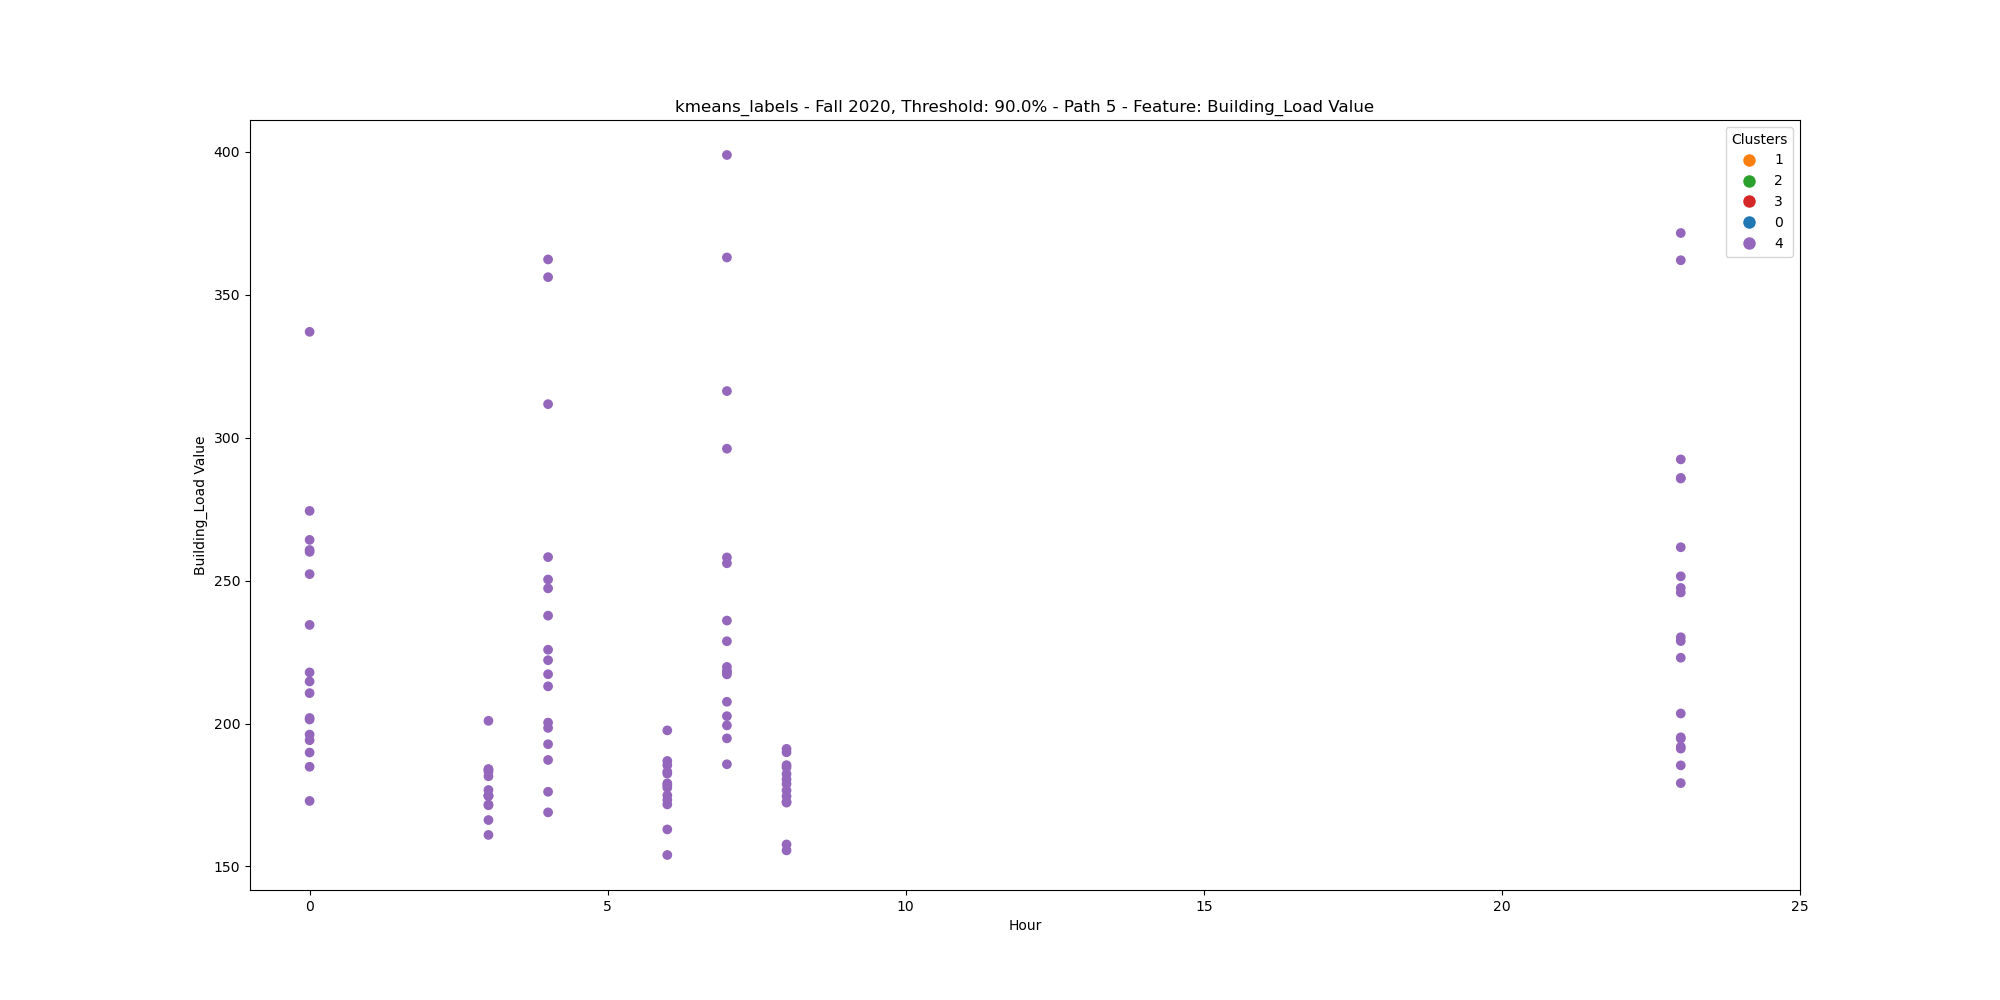 kmeans_labels - Fall 2020, Threshold: 90.0% - Path 5 - Feature: Building_Load Value
Clusters
1
2
3
0
4
400
350
300
250
200
150
Building_Load Value
0 5 10 15 20 25
Hour